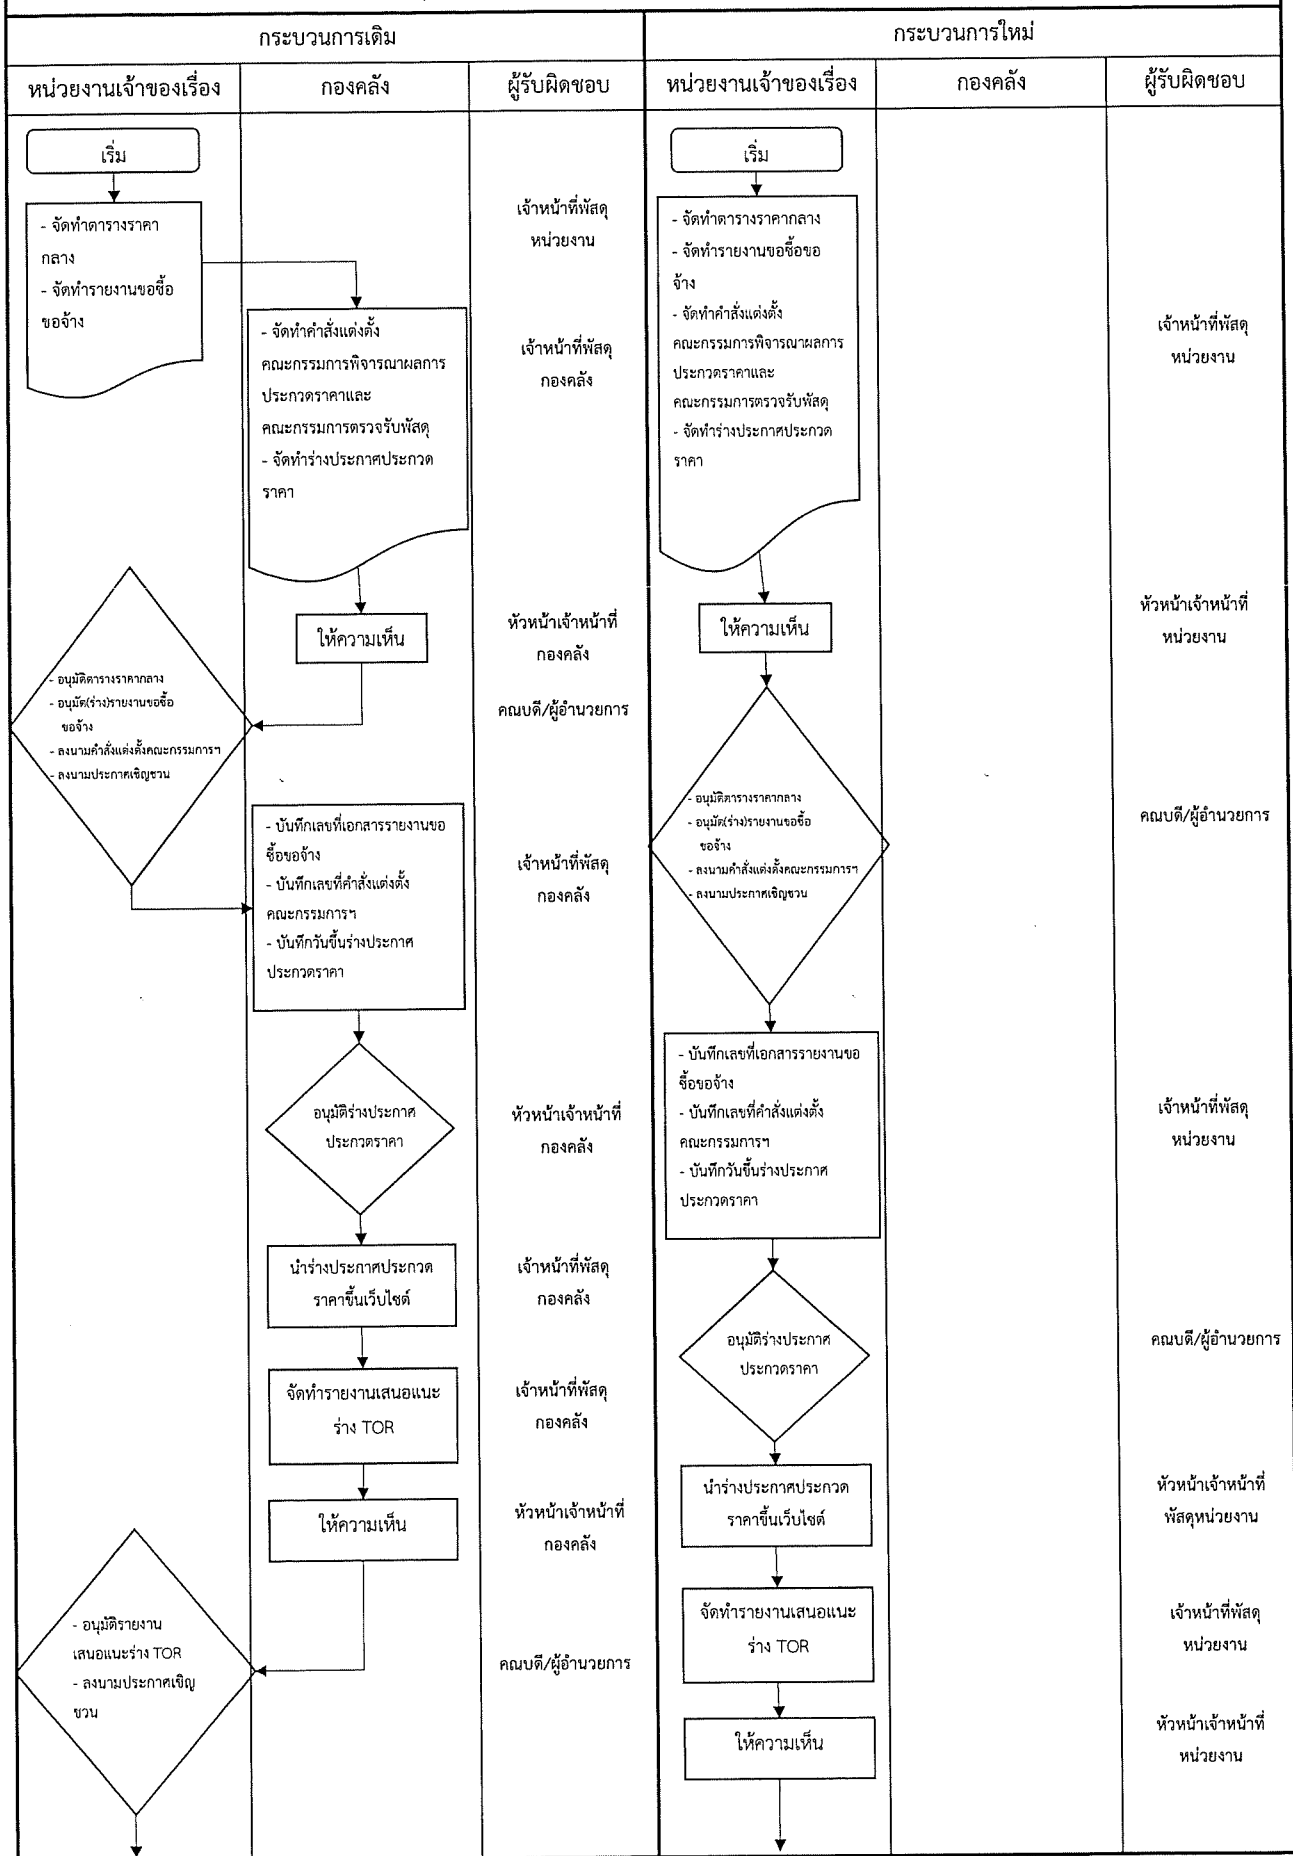 กระบวนการเดิม
กระบวนการใหม่
หน่วยงานเจ้าของเรื่อง
กองคลัง
ผู้รับผิดชอบ
หน่วยงานเจ้าของเรื่อง
กองคลัง
ผู้รับผิดชอบ
เริ่ม
- จัดทำตารางราคา
กลาง
- จัดทำรายงานขอซื้อ
ขอจ้าง
เจ้าหน้าที่พัสดุ
หน่วยงาน
- จัดทำคำสั่งแต่งตั้ง
คณะกรรมการพิจารณาผลการ
ประกวดราคาและ
คณะกรรมการตรวจรับพัสดุ
- จัดทำร่างประกาศประกวด
ราคา
เจ้าหน้าที่พัสดุ
กองคลัง
ให้ความเห็น
หัวหน้าเจ้าหน้าที่
กองคลัง
- อนุมัติตารางราคากลาง
- อนุมัต(ร่าง)รายงานขอซื้อ
ขอจ้าง
- ลงนามคำสั่งแต่งตั้งคณะกรรมการฯ
- ลงนามประกาศเชิญชวน
คณบดี/ผู้อำนวยการ
- บันทึกเลขที่เอกสารรายงานขอ
ซื้อขอจ้าง
- บันทึกเลขที่คำสั่งแต่งตั้ง
คณะกรรมการฯ
- บันทึกวันขึ้นร่างประกาศ
ประกวดราคา
เจ้าหน้าที่พัสดุ
กองคลัง
อนุมัติร่างประกาศ
ประกวดราคา
หัวหน้าเจ้าหน้าที่
กองคลัง
นำร่างประกาศประกวด
ราคาขึ้นเว็บไซต์
เจ้าหน้าที่พัสดุ
กองคลัง
จัดทำรายงานเสนอแนะ
ร่าง TOR
เจ้าหน้าที่พัสดุ
กองคลัง
ให้ความเห็น
หัวหน้าเจ้าหน้าที่
กองคลัง
- อนุมัติรายงาน
เสนอแนะร่าง TOR
- ลงนามประกาศเชิญ
ชวน
คณบดี/ผู้อำนวยการ
เริ่ม
- จัดทำตารางราคากลาง
- จัดทำรายงานขอซื้อขอ
จ้าง
- จัดทำคำสั่งแต่งตั้ง
คณะกรรมการพิจารณาผลการ
ประกวดราคาและ
คณะกรรมการตรวจรับพัสดุ
- จัดทำร่างประกาศประกวด
ราคา
เจ้าหน้าที่พัสดุ
หน่วยงาน
ให้ความเห็น
หัวหน้าเจ้าหน้าที่
หน่วยงาน
- อนุมัติตารางราคากลาง
- อนุมัต(ร่าง)รายงานขอซื้อ
ขอจ้าง
- ลงนามคำสั่งแต่งตั้งคณะกรรมการฯ
- ลงนามประกาศเชิญชวน
คณบดี/ผู้อำนวยการ
- บันทึกเลขที่เอกสารรายงานขอ
ซื้อขอจ้าง
- บันทึกเลขที่คำสั่งแต่งตั้ง
คณะกรรมการฯ
- บันทึกวันขึ้นร่างประกาศ
ประกวดราคา
เจ้าหน้าที่พัสดุ
หน่วยงาน
อนุมัติร่างประกาศ
ประกวดราคา
คณบดี/ผู้อำนวยการ
นำร่างประกาศประกวด
ราคาขึ้นเว็บไซต์
หัวหน้าเจ้าหน้าที่
พัสดุหน่วยงาน
จัดทำรายงานเสนอแนะ
ร่าง TOR
เจ้าหน้าที่พัสดุ
หน่วยงาน
ให้ความเห็น
หัวหน้าเจ้าหน้าที่
หน่วยงาน